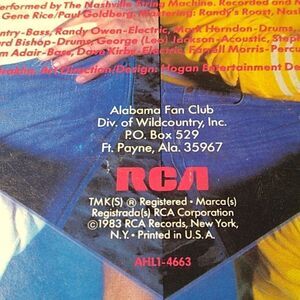 erformed by The Nashville String Machine. Recorded and
Gene Rice/Paul Goldberg, Mastering: Randy's Roost, Nas
ntry-Bass, Randy Owen-Electric, Mark Herndon-Drums,
ard Bishop-Drums, George (Leo) Jackson-Acoustic, Steph
m Adair-Bass, Dave Kirby-Electric, Farrell Morris-Percu
Art Direction/Design: Hogan Entertainment De
Alabama Fan Club
Div. of Wildcountry, Inc.
P.O. Box 529
Ft. Payne, Ala. 35967
RCA
TMK(S) ® Registered • Marca(s)
Registrada(s) RCA Corporation
©1983 RCA Records, New York,
N.Y. • Printed in U.S.A.
AHL1-4663